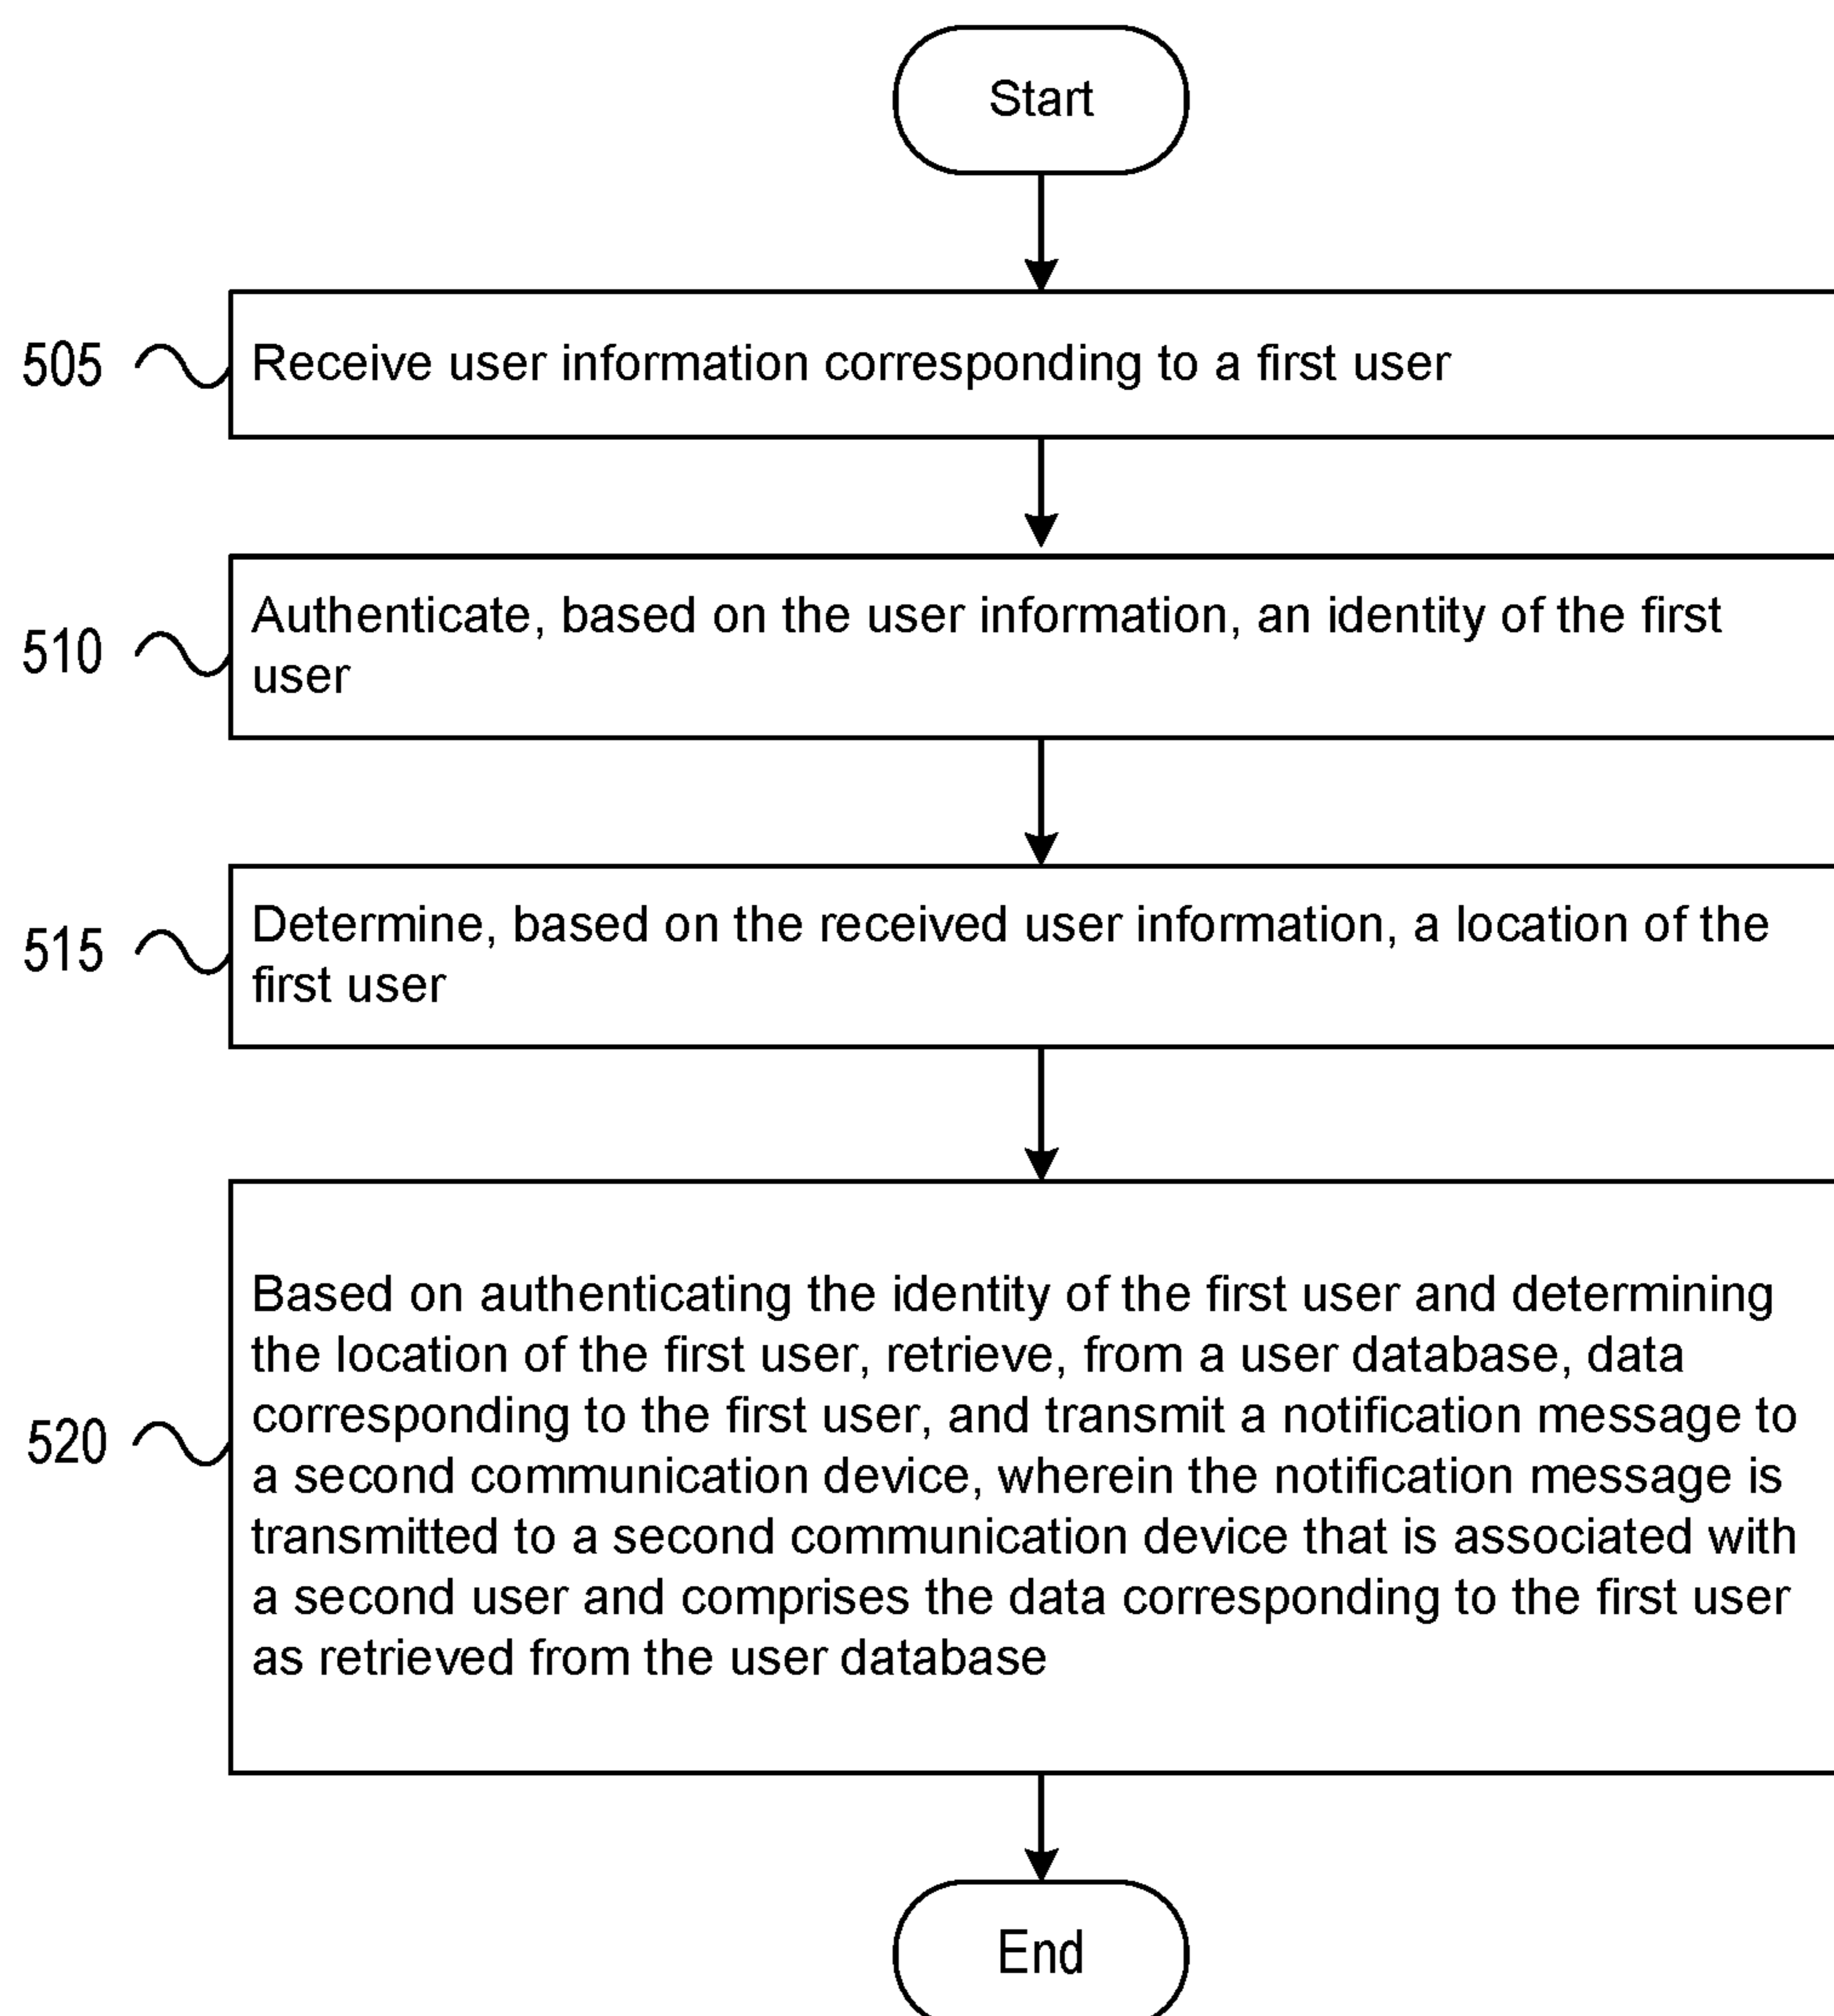 Start
505
Receive user information corresponding to a first user
510
Authenticate, based on the user information, an identity of the first
user
515
Determine, based on the received user information, a location of the
first user
520
Based on authenticating the identity of the first user and determining
the location of the first user, retrieve, from a user database, data
corresponding to the first user, and transmit a notification message to
a second communication device, wherein the notification message is
transmitted to a second communication device that is associated with
a second user and comprises the data corresponding to the first user
as retrieved from the user database
End